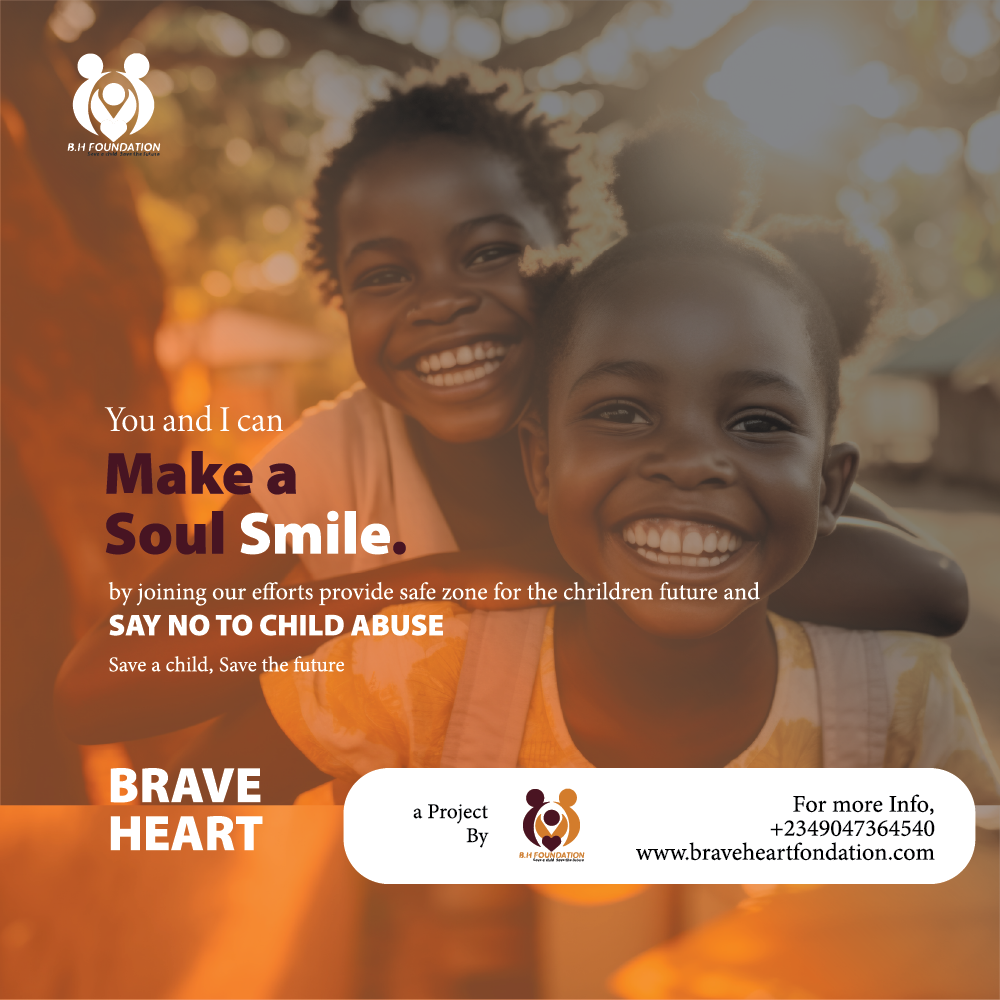 B.H FOUNDATION
Save a child Save the future
You and I can
Make a
Soul Smile.
by joining our efforts provide safe zone for the chrildren future and
SAY NO TO CHILD ABUSE
Save a child, Save the future
BRAVE
HEART
a Project
By
B.H FOUNDATION
Save a child Save the future
For more Info,
+2349047364540
www.braveheartfondation.com